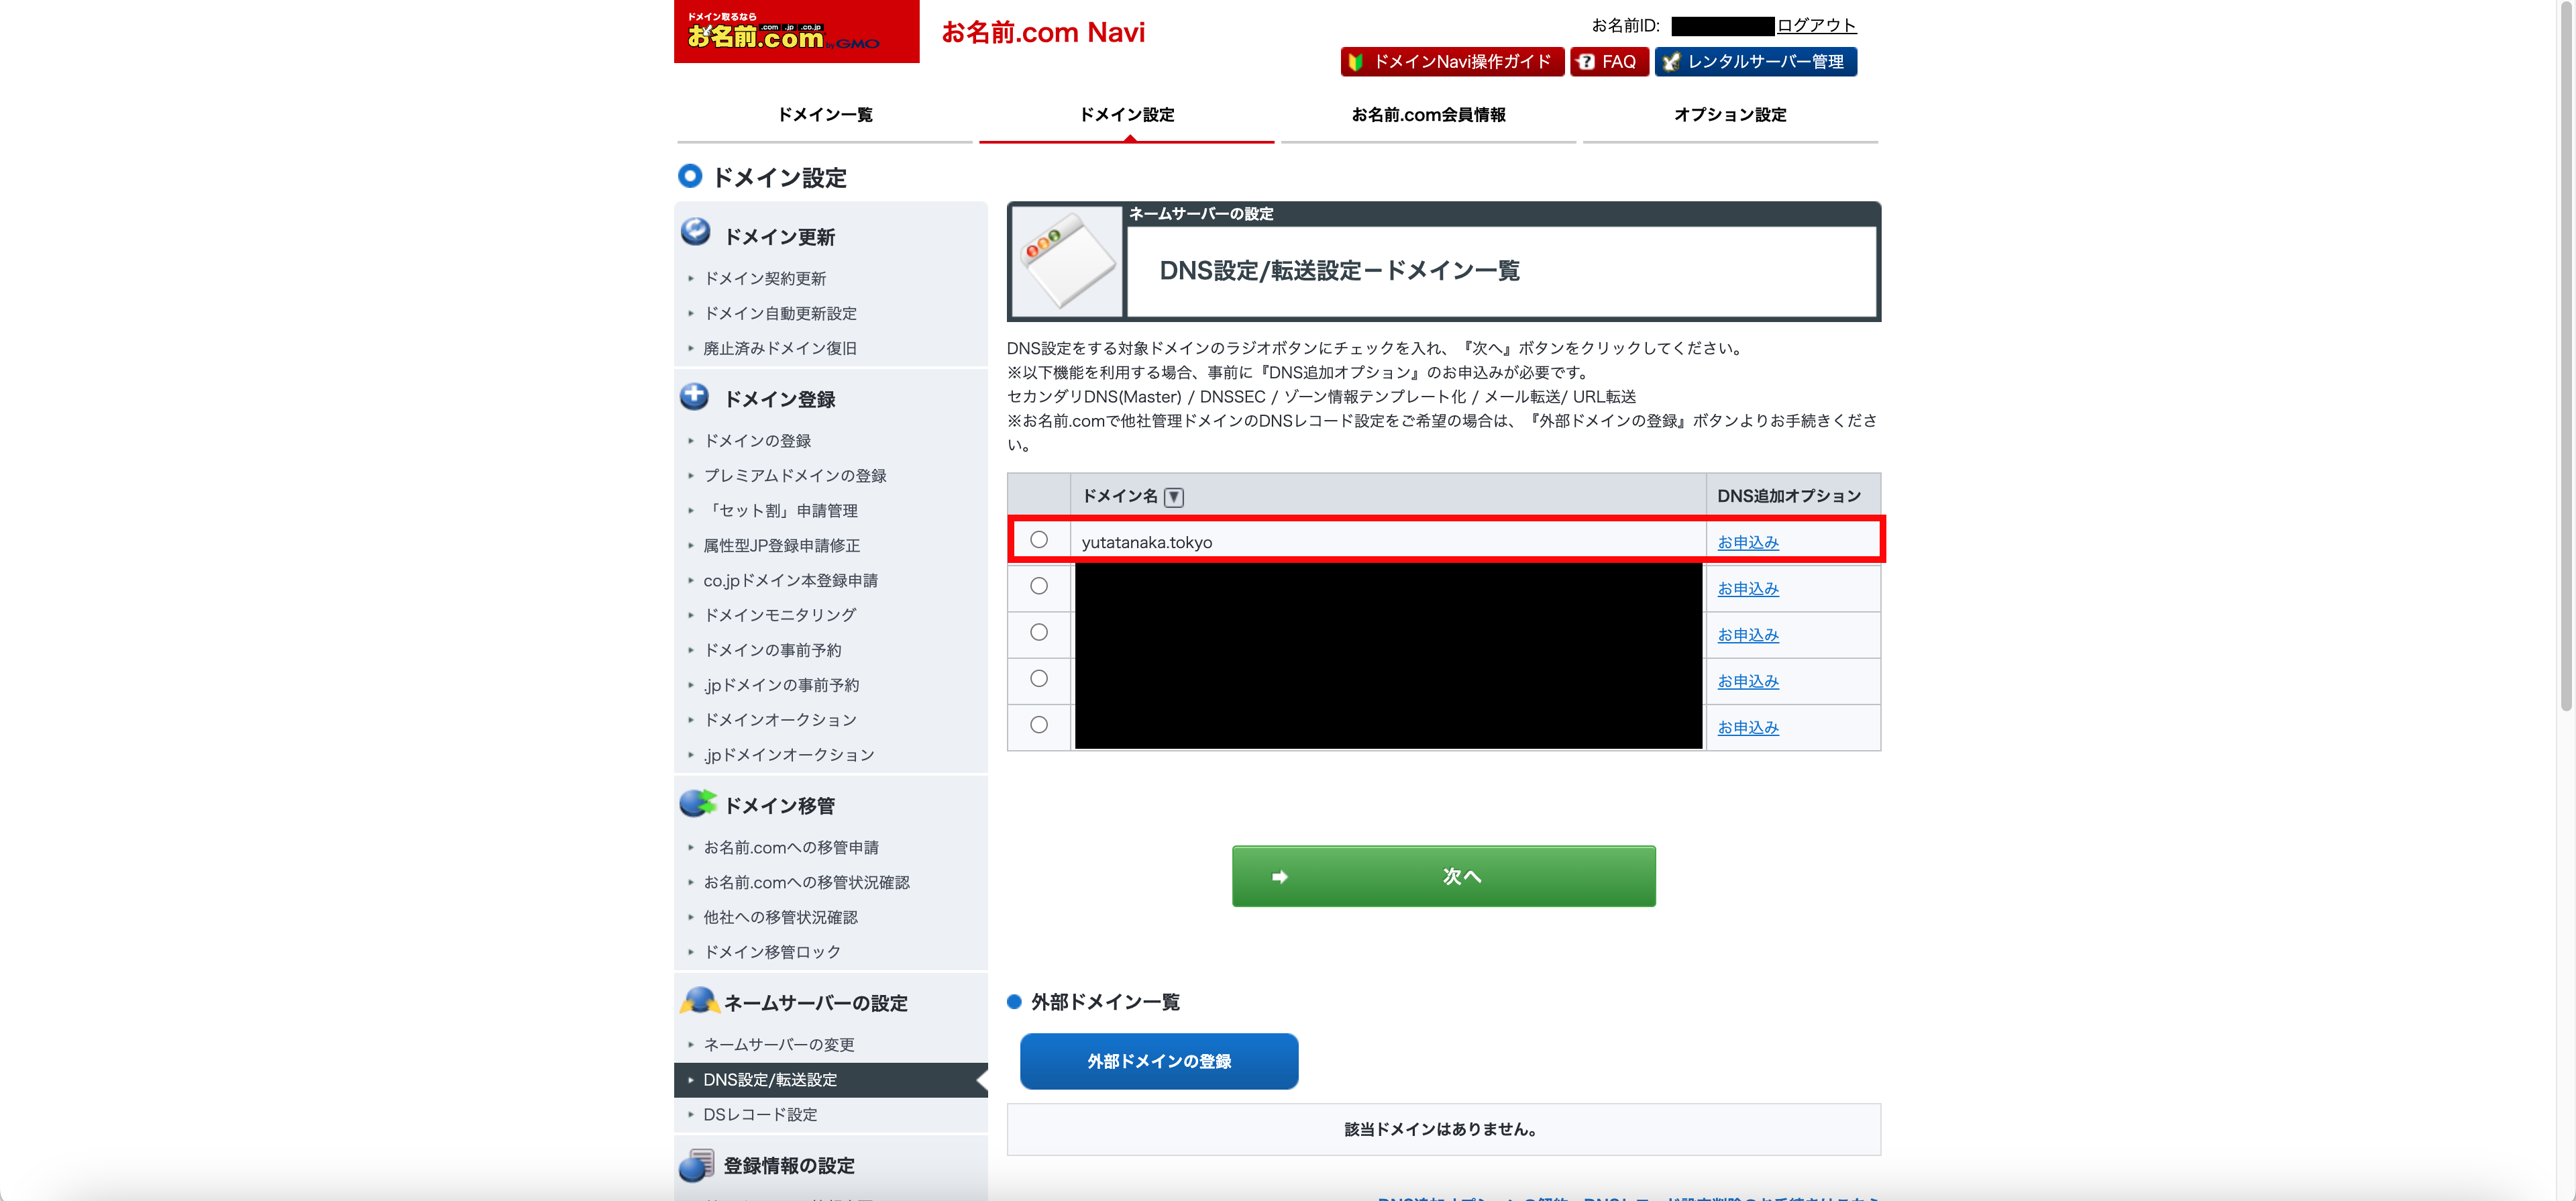 ドメイン取るなら
お名前.com
.com .jp .co.jp
by GMO
お名前.com Navi
お名前ID:
ログアウト
ドメインNavi操作ガイド
FAQ
レンタルサーバー管理
ドメイン一覧
ドメイン設定
お名前.com会員情報
オプション設定
ドメイン設定
ドメイン更新
ドメイン契約更新
ドメイン自動更新設定
廃止済みドメイン復旧
ドメイン登録
ドメインの登録
プレミアムドメインの登録
「セット割」申請管理
属性型JP登録申請修正
co.jpドメイン本登録申請
ドメインモニタリング
ドメインの事前予約
.jpドメインの事前予約
ドメインオークション
.jpドメインオークション
ドメイン移管
お名前.comへの移管申請
お名前.comへの移管状況確認
他社への移管状況確認
ドメイン移管ロック
ネームサーバーの設定
ネームサーバーの変更
DNS設定/転送設定
DSレコード設定
登録情報の設定
ネームサーバーの設定
DNS設定/転送設定－ドメイン一覧
DNS設定をする対象ドメインのラジオボタンにチェックを入れ、『次へ』ボタンをクリックしてください。
※以下機能を利用する場合、事前に『DNS追加オプション』のお申込みが必要です。
セカンダリDNS(Master) / DNSSEC / ゾーン情報テンプレート化 / メール転送/ URL転送
※お名前.comで他社管理ドメインのDNSレコード設定をご希望の場合は、『外部ドメインの登録』ボタンよりお手続きくださ
い。
ドメイン名 ▼ DNS追加オプション
yutatanaka.tokyo お申込み
お申込み
お申込み
お申込み
お申込み
次へ
外部ドメイン一覧
外部ドメインの登録
該当ドメインはありません。